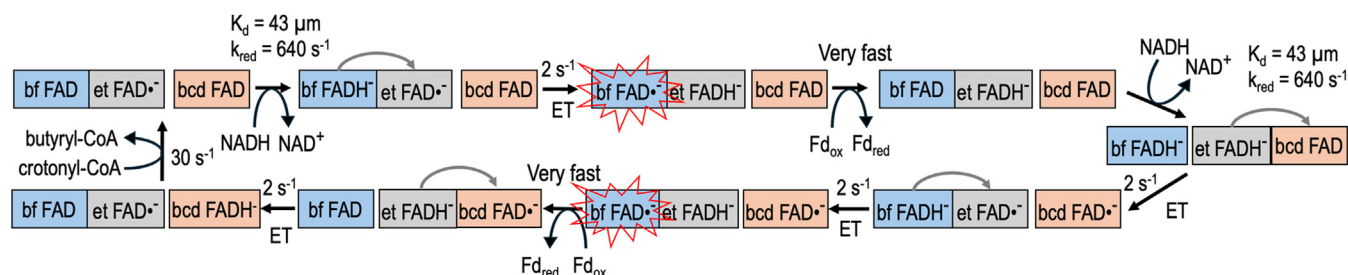 K_d = 43 μm
k_red = 640 s⁻¹
bf FAD et FAD•⁻ bcd FAD
NADH NAD⁺
bf FADH⁻ et FAD•⁻ bcd FAD
2 s⁻¹
ET
bf FAD•⁻ et FADH⁻ bcd FAD
Very fast
Fd_ox Fd_red
bf FAD et FADH⁻ bcd FAD
NADH
NAD⁺
K_d = 43 μm
k_red = 640 s⁻¹
bf FADH⁻ et FADH⁻ bcd FAD
2 s⁻¹
ET
bf FADH⁻ et FAD•⁻ bcd FAD•⁻
2 s⁻¹
ET
bf FAD•⁻ et FADH⁻ bcd FAD•⁻
Very fast
Fd_red Fd_ox
bf FAD et FADH⁻ bcd FAD•⁻
2 s⁻¹
ET
bf FAD et FAD•⁻ bcd FADH⁻
butyryl-CoA
crotonyl-CoA
30 s⁻¹